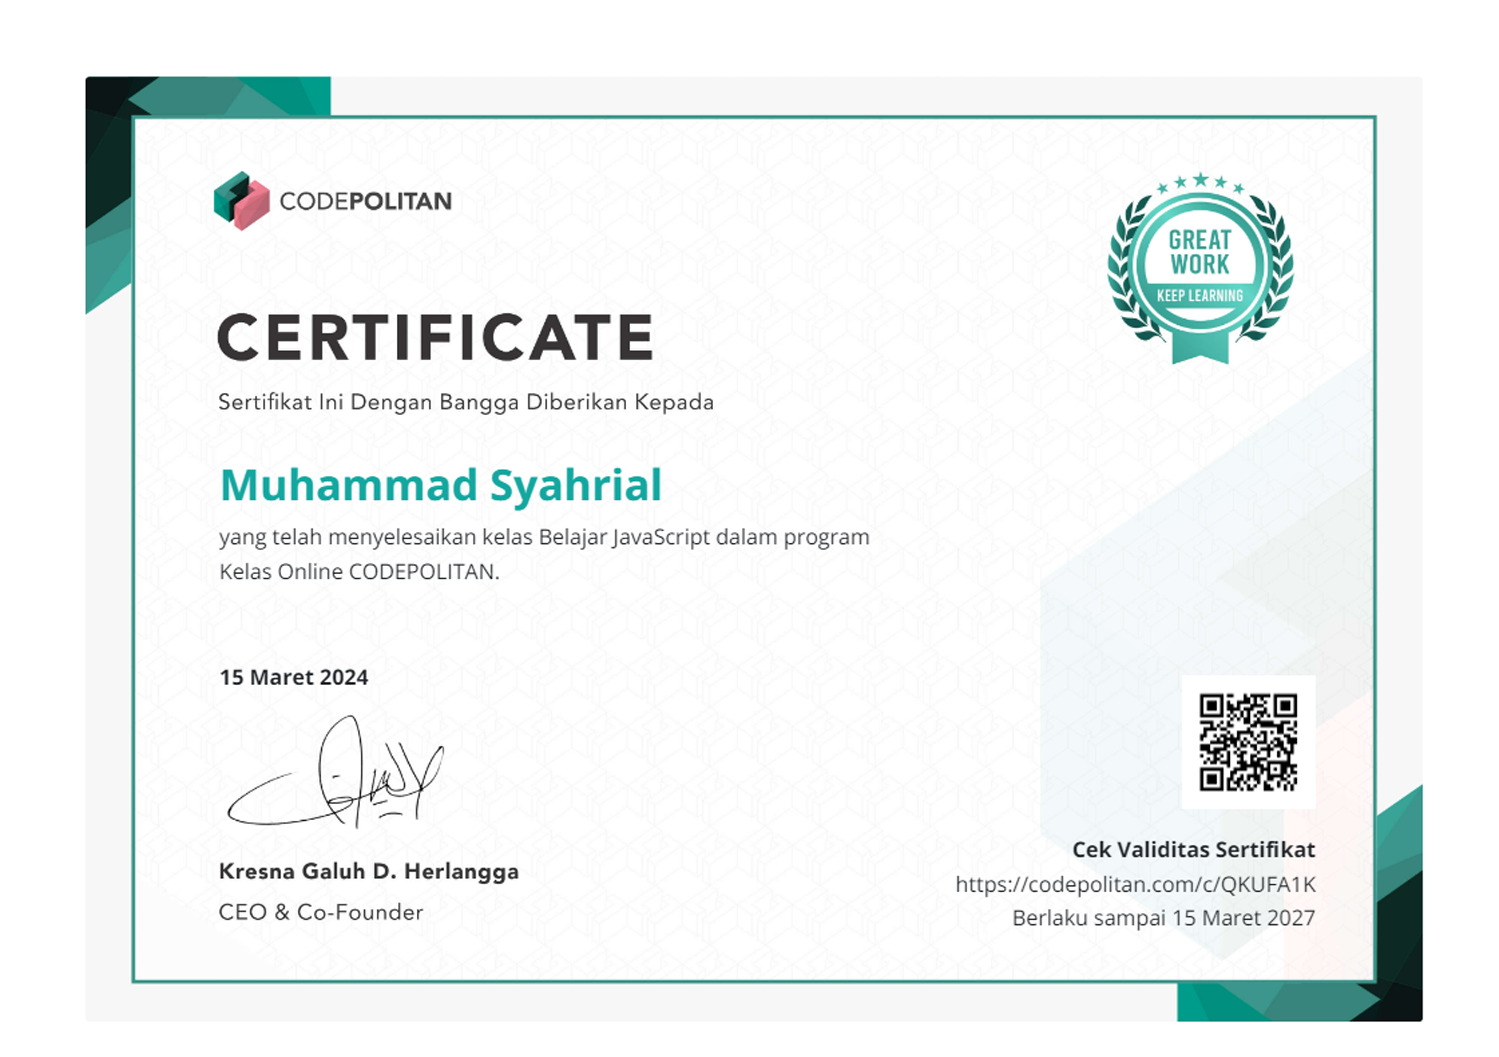 CODEPOLITAN
GREAT
WORK
KEEP LEARNING
CERTIFICATE
Sertifikat Ini Dengan Bangga Diberikan Kepada
Muhammad Syahrial
yang telah menyelesaikan kelas Belajar JavaScript dalam program
Kelas Online CODEPOLITAN.
15 Maret 2024
Kresna Galuh D. Herlangga
CEO & Co-Founder
Cek Validitas Sertifikat
https://codepolitan.com/c/QKUFA1K
Berlaku sampai 15 Maret 2027